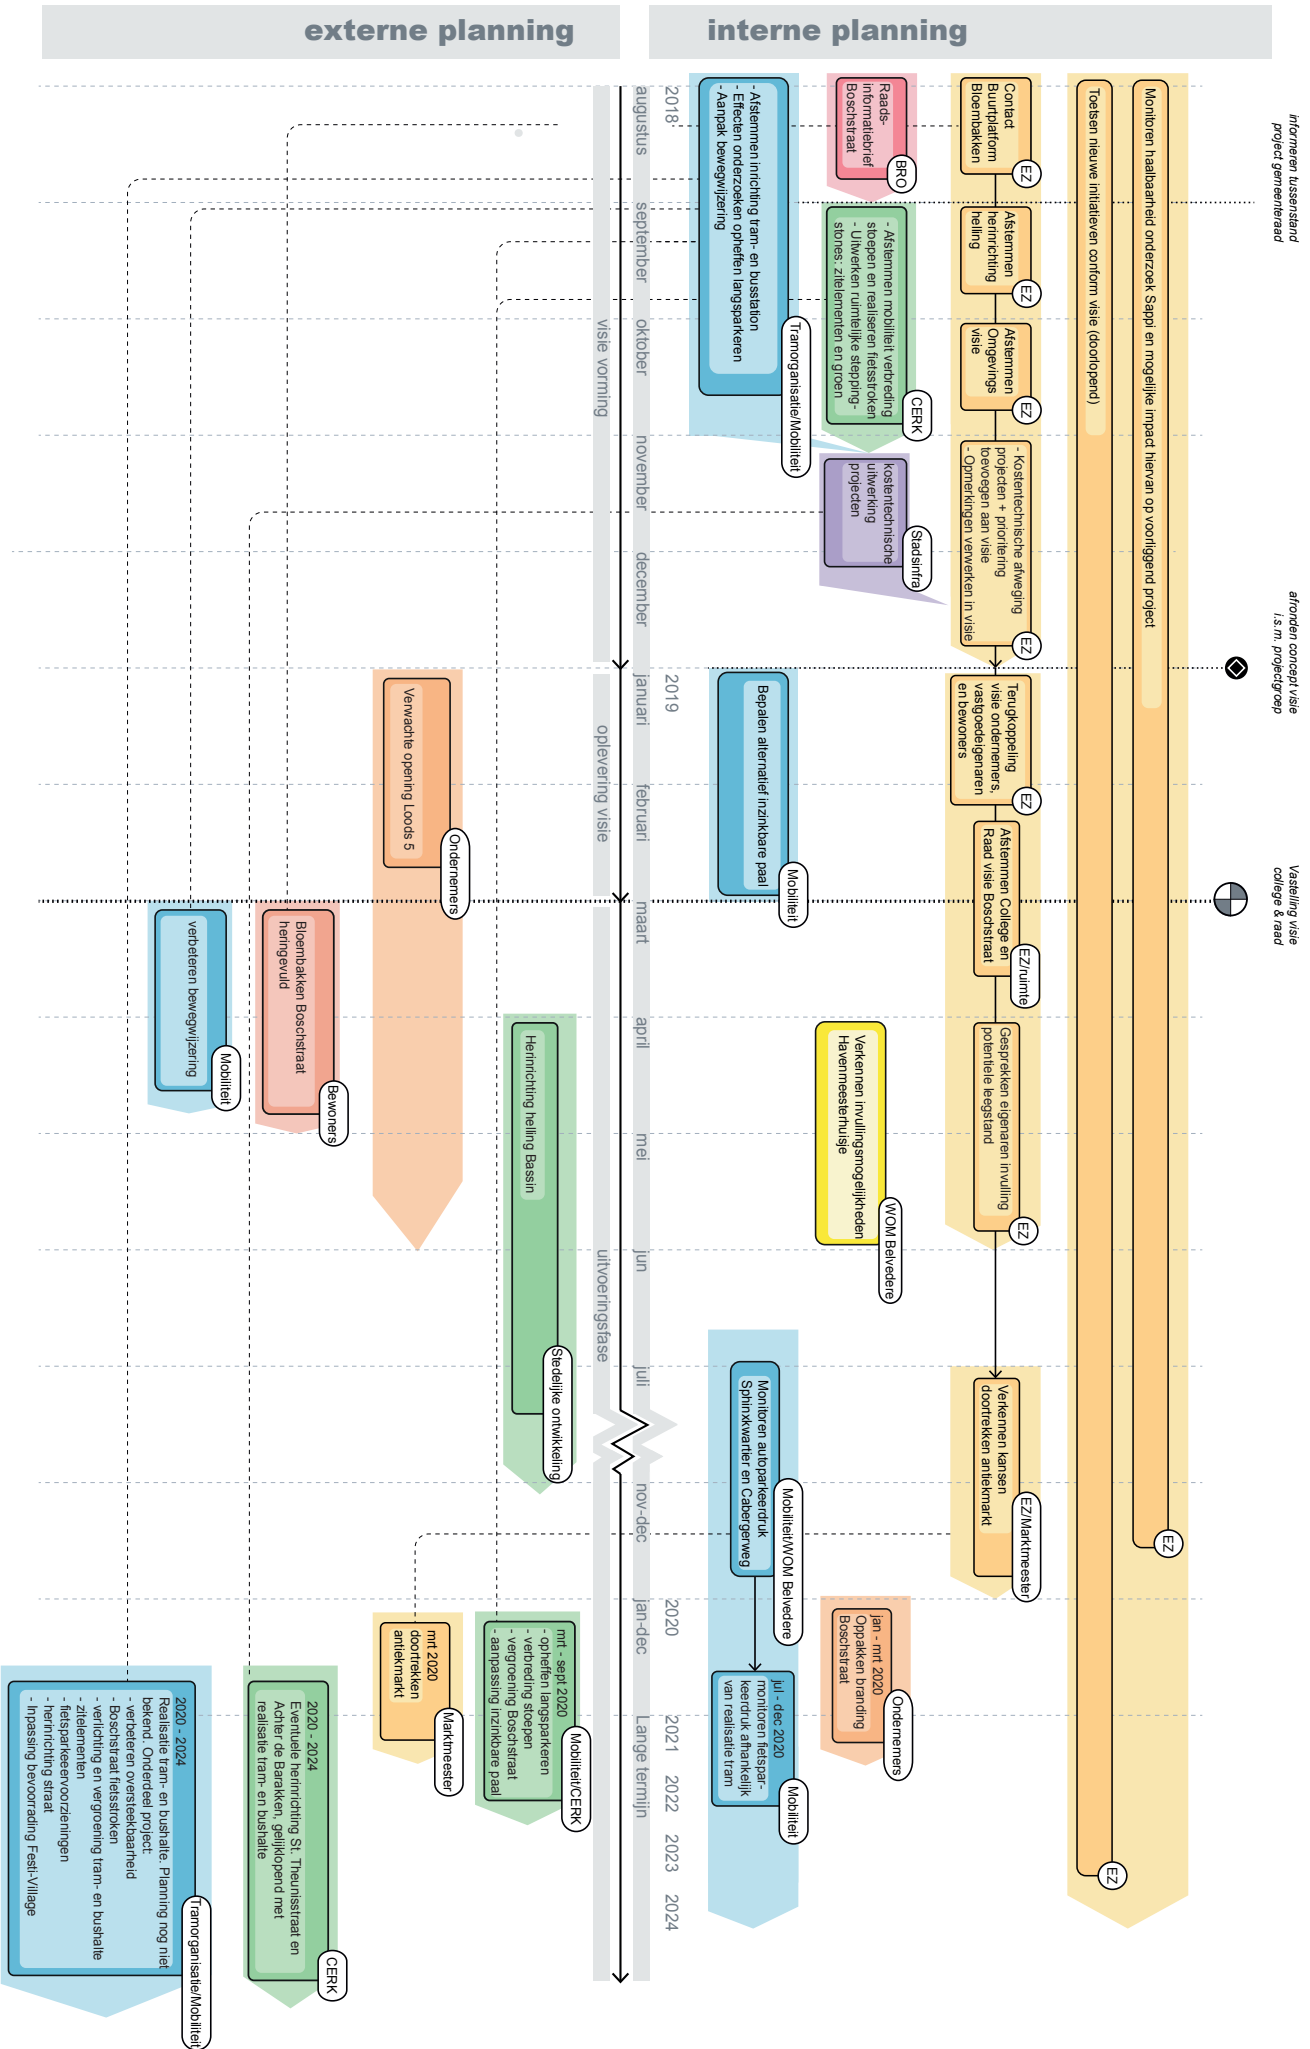 externe planning
interne planning
informeren tussenstand
project gemeenteraad
afronden concept visie
i.s.m. projectgroep
Vastelling visie
college & raad
Monitoren haalbaarheid onderzoek Sappi en mogelijke impact hiervan op voorliggend project
EZ
Toetsen nieuwe initiatieven conform visie (doorlopend)
EZ
Contact
Buurtplatform
Bloembakken
EZ
Afstemmen
herinrichting
helling
EZ
Afstemmen
Omgevings
visie
EZ
- Kostentechnische afweging
projecten + prioritering
toevoegen aan visie
- Opmerkingen verwerken in visie
EZ
Terugkoppeling
visie ondernemers,
vastgoedeigenaren
en bewoners
EZ
Afstemmen College en
Raad visie Boschstraat
EZ/ruimte
Gesprekken eigenaren invulling
potentiele leegstand
EZ
Verkennen kansen
doortrekken antiekmarkt
EZ/Marktmeester
Raads-
informatiebrief
Boschstraat
BRO
- Afstemmen mobiliteit verbreding
stoepen en realiseren fietsstroken
- Uitwerken ruimtelijke stepping-
stones: zitelementen en groen
CERK
kostentechnische
uitwerking
projecten
Stadsinfra
Verkennen invullingsmogelijkheden
Havenmeesterhuisje
WOM Belvedere
jan - mrt 2020
Oppakken branding
Boschstraat
Ondernemers
- Afstemmen inrichting tram- en busstation
- Effecten onderzoeken opheffen langsparkeren
- Aanpak bewegwijzering
Tramorganisatie/Mobiliteit
Bepalen alternatief inzinkbare paal
Mobiliteit
Monitoren autoparkeerdruk
Sphinxkwartier en Cabergerweg
Mobiliteit/WOM Belvedere
jul - dec 2020
monitoren fietspar-
keerdruk afhankelijk
van realisatie tram
Mobiliteit
2018
2019
2020
2021
2022
2023
2024
augustus
september
oktober
november
december
januari
februari
maart
april
mei
jun
juli
nov-dec
jan-dec
Lange termijn
visie vorming
oplevering visie
uitvoeringsfase
Herinrichting helling Bassin
Stedelijke ontwikkeling
mrt - sept 2020
- opheffen langsparkeren
- verbreding stoepen
- vergroening Boschstraat
- aanpassing inzinkbare paal
Mobiliteit/CERK
Verwachte opening Loods 5
Ondernemers
mrt 2020
doortrekken
antiekmarkt
Marktmeester
Bloembakken Boschstraat
heringevuld
Bewoners
2020 - 2024
Eventuele herinrichting St. Theunisstraat en
Achter de Barakken, gelijklopend met
realisatie tram- en bushalte
CERK
verbeteren bewegwijzering
Mobiliteit
2020 - 2024
Realisatie tram- en bushalte. Planning nog niet
bekend. Onderdeel project:
- verbeteren oversteekbaarheid
- Boschstraat fietsstroken
- verlichting en vergroening tram- en bushalte
- zitelementen
- fietsparkeervoorzieningen
- herinrichting straat
- Inpassing bevoorrading Festi-Village
Tramorganisatie/Mobiliteit